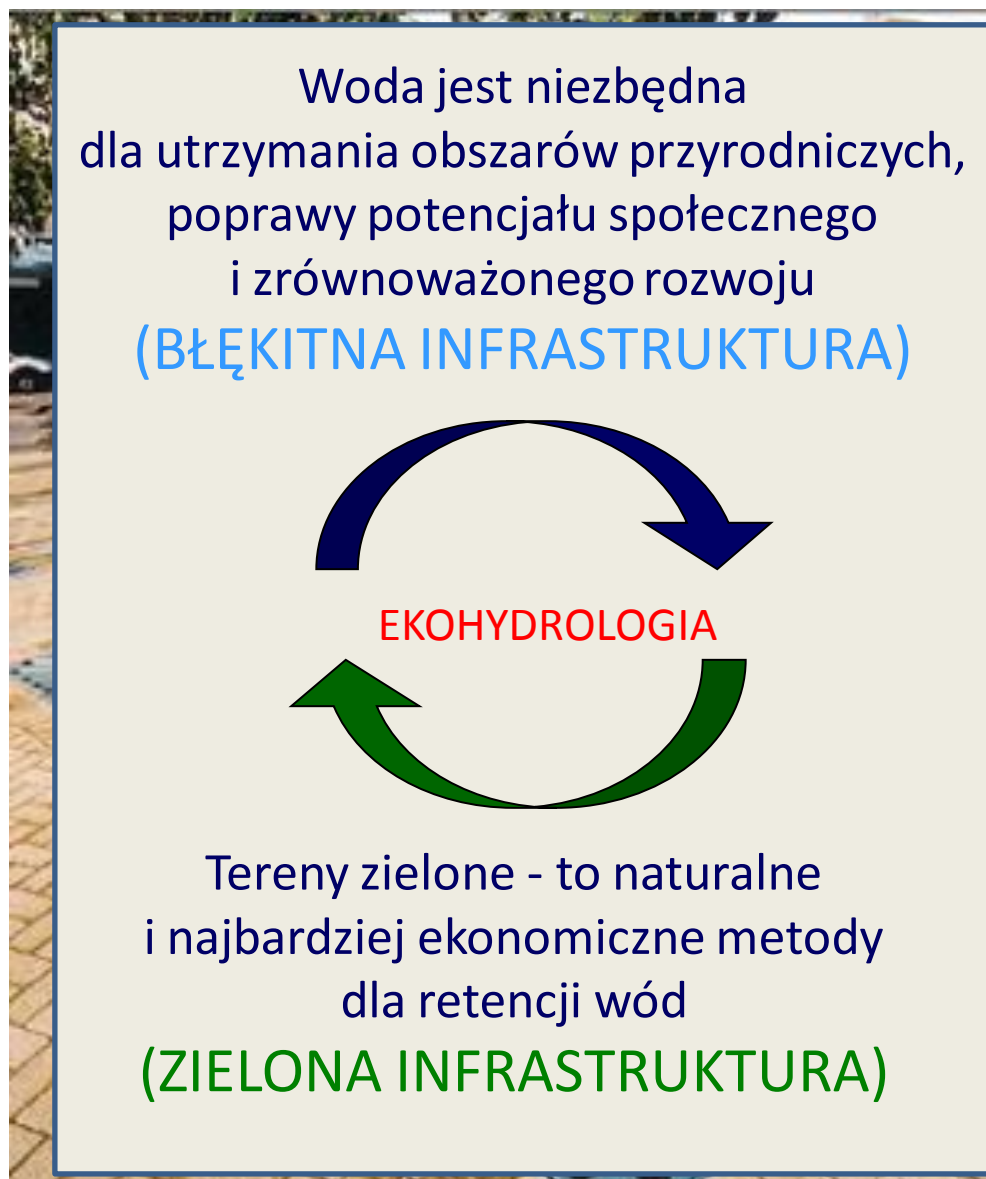 Woda jest niezbędna
dla utrzymania obszarów przyrodniczych,
poprawy potencjału społecznego
i zrównoważonego rozwoju
(BŁĘKITNA INFRASTRUKTURA)
EKOHYDROLOGIA
Tereny zielone - to naturalne
i najbardziej ekonomiczne metody
dla retencji wód
(ZIELONA INFRASTRUKTURA)